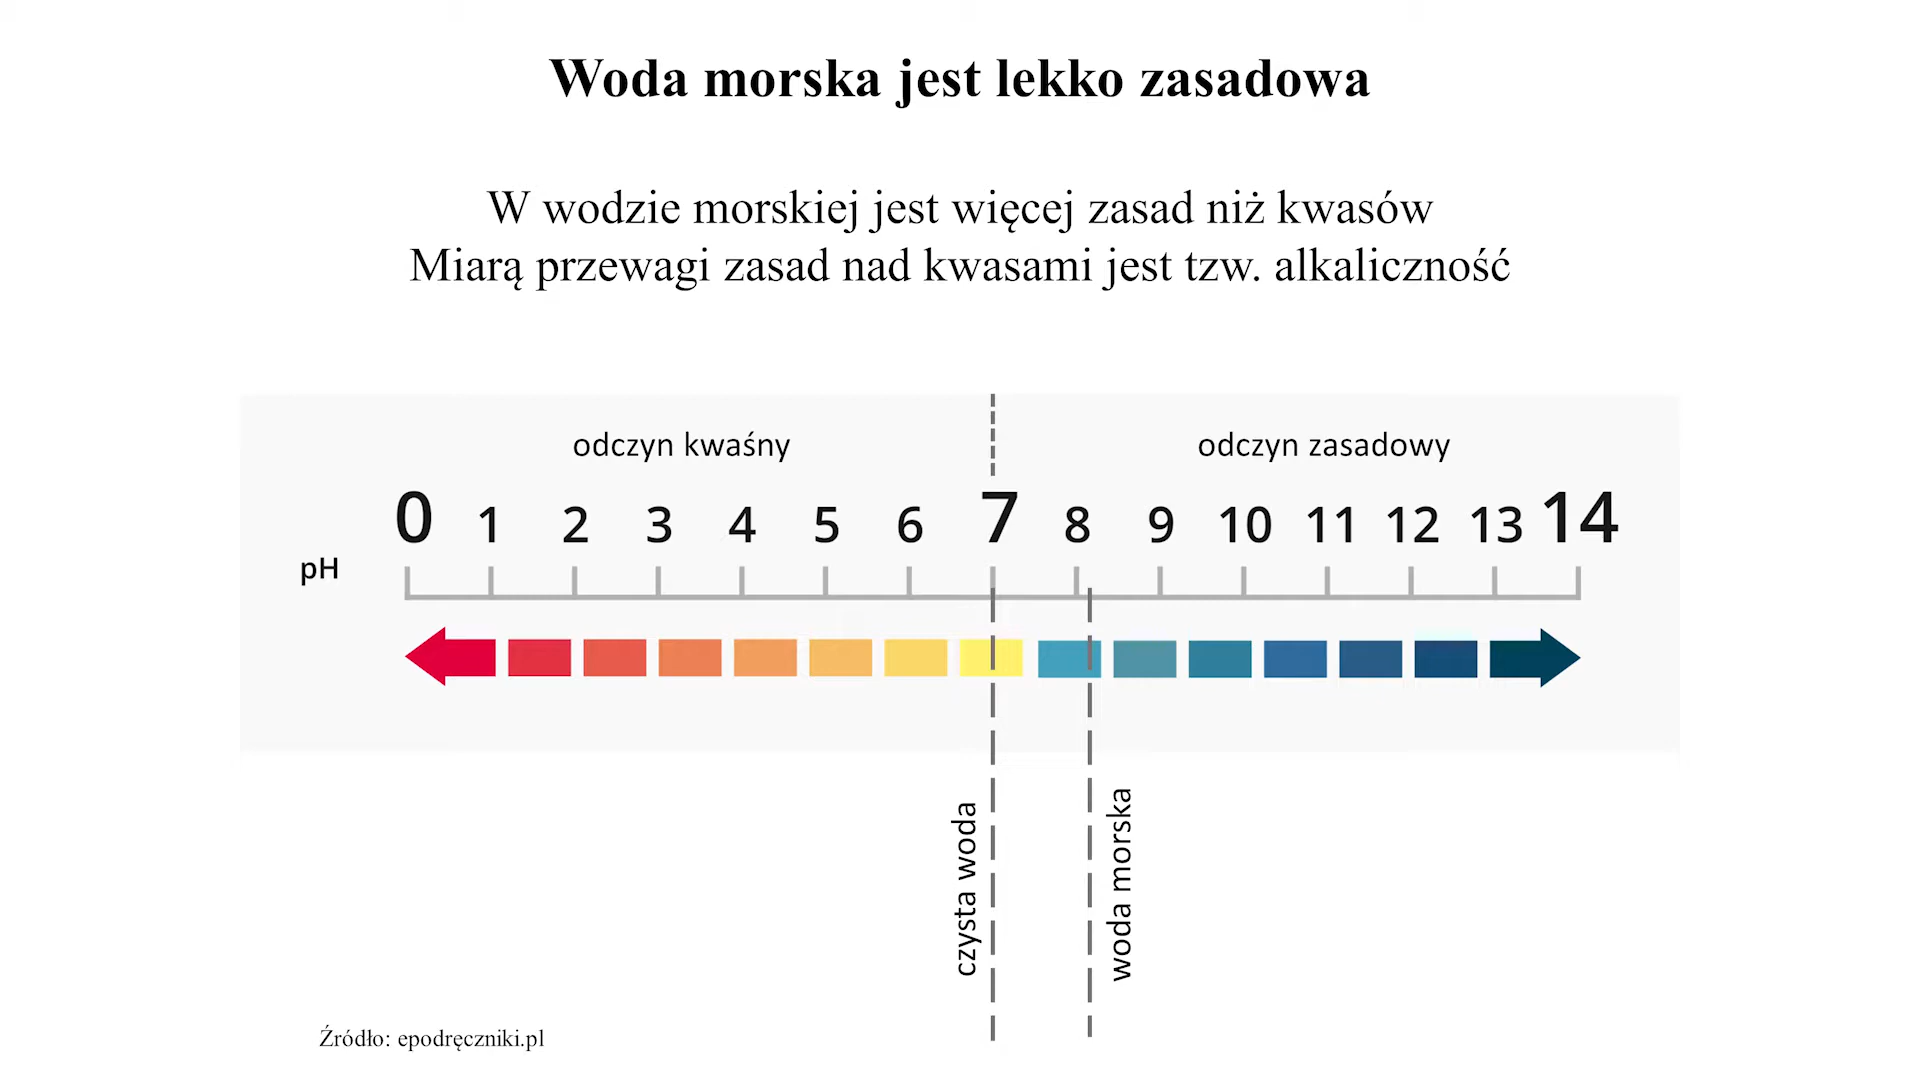 Woda morska jest lekko zasadowa
W wodzie morskiej jest więcej zasad niż kwasów
Miarą przewagi zasad nad kwasami jest tzw. alkaliczność
odczyn kwaśny odczyn zasadowy
0 1 2 3 4 5 6 7 8 9 10 11 12 13 14
pH
czysta woda
woda morska
Źródło: epodręczniki.pl